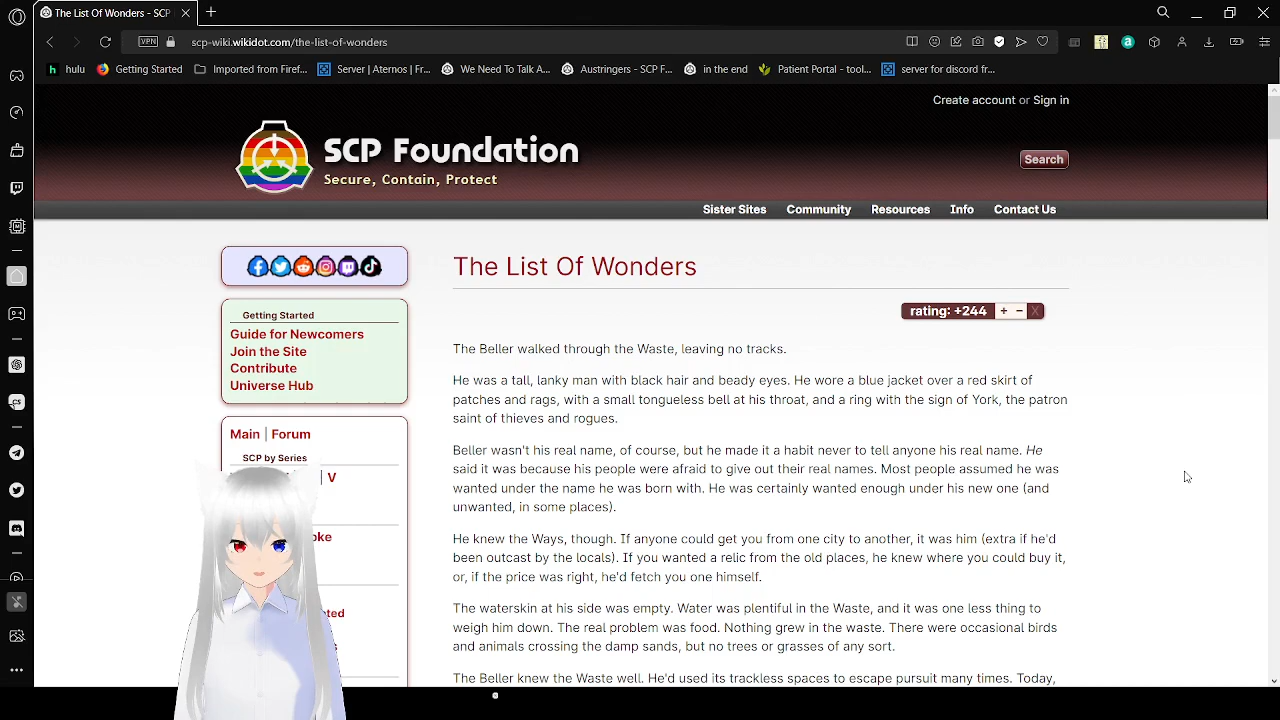 The List Of Wonders - SCP
scp-wiki.wikidot.com/the-list-of-wonders
VPN
hulu
Getting Started
Imported from Firef...
Server | Aternos | Fr...
We Need To Talk A...
Austringers - SCP F...
in the end
Patient Portal - tool...
server for discord fr...
Create account or Sign in
SCP Foundation
Secure, Contain, Protect
Search
Sister Sites
Community
Resources
Info
Contact Us
Getting Started
Guide for Newcomers
Join the Site
Contribute
Universe Hub
Main | Forum
SCP by Series
| V
oke
ted
The List Of Wonders
rating: +244 + − X
The Beller walked through the Waste, leaving no tracks.
He was a tall, lanky man with black hair and beady eyes. He wore a blue jacket over a red skirt of
patches and rags, with a small tongueless bell at his throat, and a ring with the sign of York, the patron
saint of thieves and rogues.
Beller wasn't his real name, of course, but he made it a habit never to tell anyone his real name. He
said it was because his people were afraid to give out their real names. Most people assumed he was
wanted under the name he was born with. He was certainly wanted enough under his new one (and
unwanted, in some places).
He knew the Ways, though. If anyone could get you from one city to another, it was him (extra if he'd
been outcast by the locals). If you wanted a relic from the old places, he knew where you could buy it,
or, if the price was right, he'd fetch you one himself.
The waterskin at his side was empty. Water was plentiful in the Waste, and it was one less thing to
weigh him down. The real problem was food. Nothing grew in the waste. There were occasional birds
and animals crossing the damp sands, but no trees or grasses of any sort.
The Beller knew the Waste well. He'd used its trackless spaces to escape pursuit many times. Today,